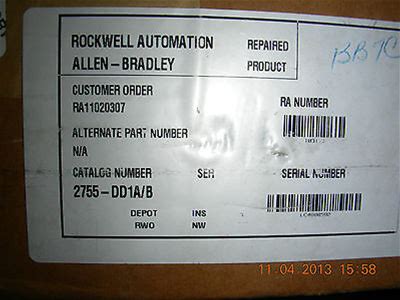 ROCKWELL AUTOMATION REPAIRED
ALLEN-BRADLEY PRODUCT
CUSTOMER ORDER RA NUMBER
RA11020307
ALTERNATE PART NUMBER
N/A
CATALOG NUMBER SER SERIAL NUMBER
2755-DD1A/B
DEPOT INS
RWO NW
11.04.2013 15:58